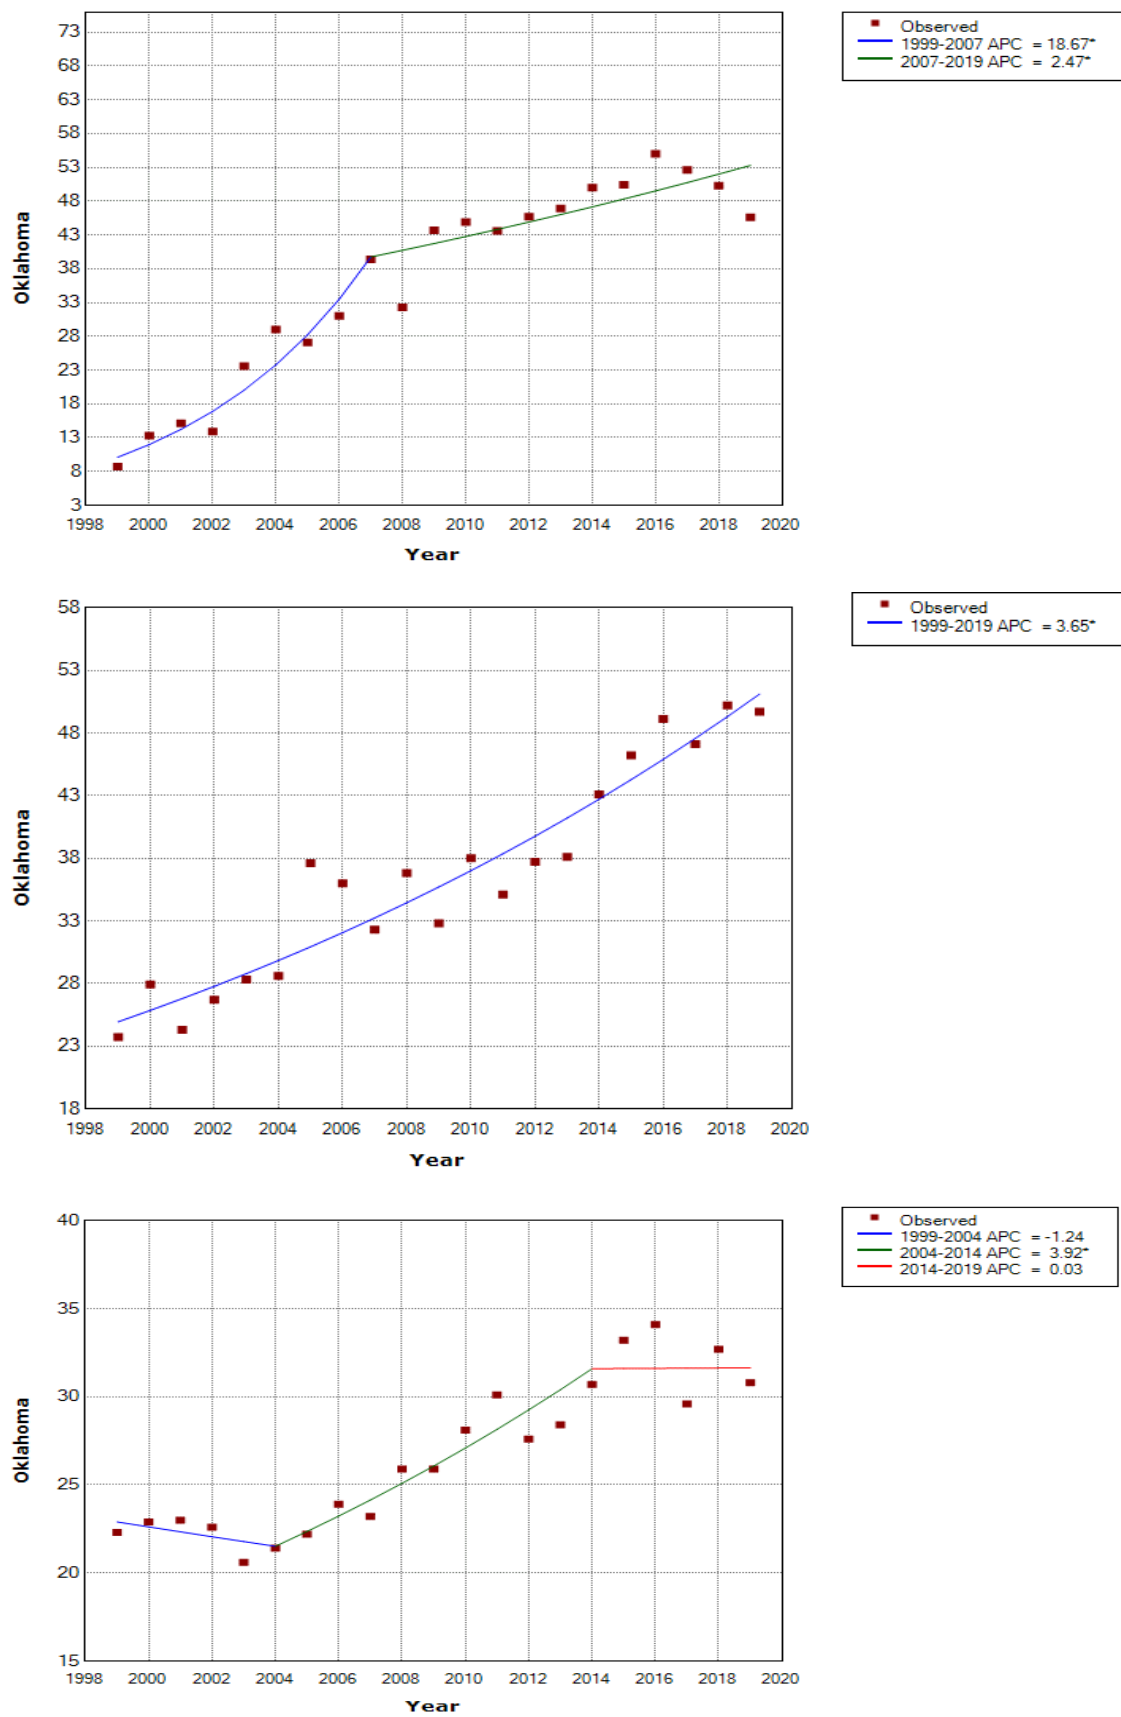 73
68
63
58
53
48
43
38
33
28
23
18
13
8
3
Oklahoma
1998 2000 2002 2004 2006 2008 2010 2012 2014 2016 2018 2020
Year
Observed
1999-2007 APC = 18.67*
2007-2019 APC = 2.47*
58
53
48
43
38
33
28
23
18
Oklahoma
1998 2000 2002 2004 2006 2008 2010 2012 2014 2016 2018 2020
Year
Observed
1999-2019 APC = 3.65*
40
35
30
25
20
15
Oklahoma
1998 2000 2002 2004 2006 2008 2010 2012 2014 2016 2018 2020
Year
Observed
1999-2004 APC = -1.24
2004-2014 APC = 3.92*
2014-2019 APC = 0.03